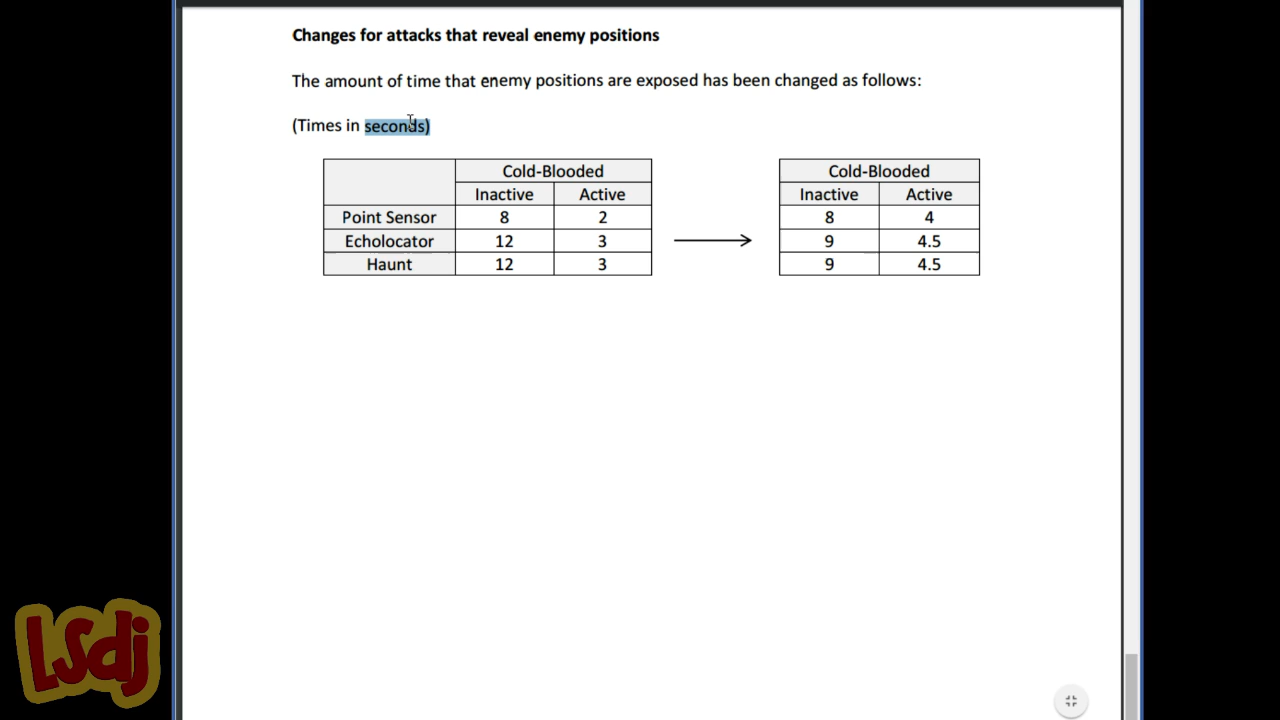 Changes for attacks that reveal enemy positions
The amount of time that enemy positions are exposed has been changed as follows:
(Times in seconds)
Cold-Blooded Cold-Blooded
Inactive Active Inactive Active
Point Sensor 8 2 8 4
Echolocator 12 3 9 4.5
Haunt 12 3 9 4.5
LSdj